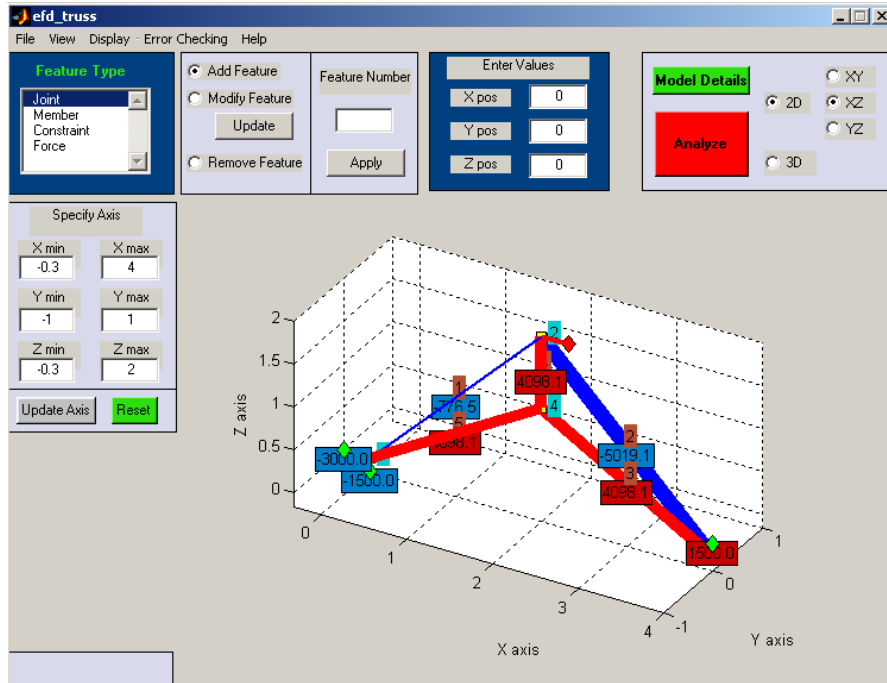 efd_truss
File View Display Error Checking Help
Feature Type
Joint
Member
Constraint
Force
Add Feature
Modify Feature
Update
Remove Feature
Feature Number
Apply
Enter Values
X pos 0
Y pos 0
Z pos 0
Model Details
Analyze
2D
3D
XY
XZ
YZ
Specify Axis
X min X max
-0.3 4
Y min Y max
-1 1
Z min Z max
-0.3 2
Update Axis Reset
2
1.5
1
0.5
0
Z axis
0
1
2
3
4
X axis
-1
0
1
Y axis
2
4098.1
4
1
-776.5
5
4098.1
-3000.0
-1500.0
2
-5019.1
3
4098.1
1500.0